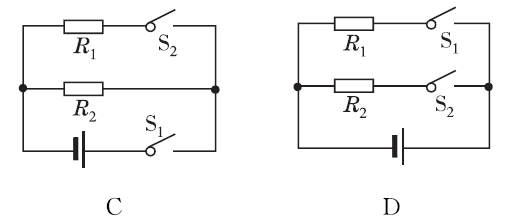 R₁ S₂
R₂
S₁
C
R₁ S₁
R₂ S₂
D